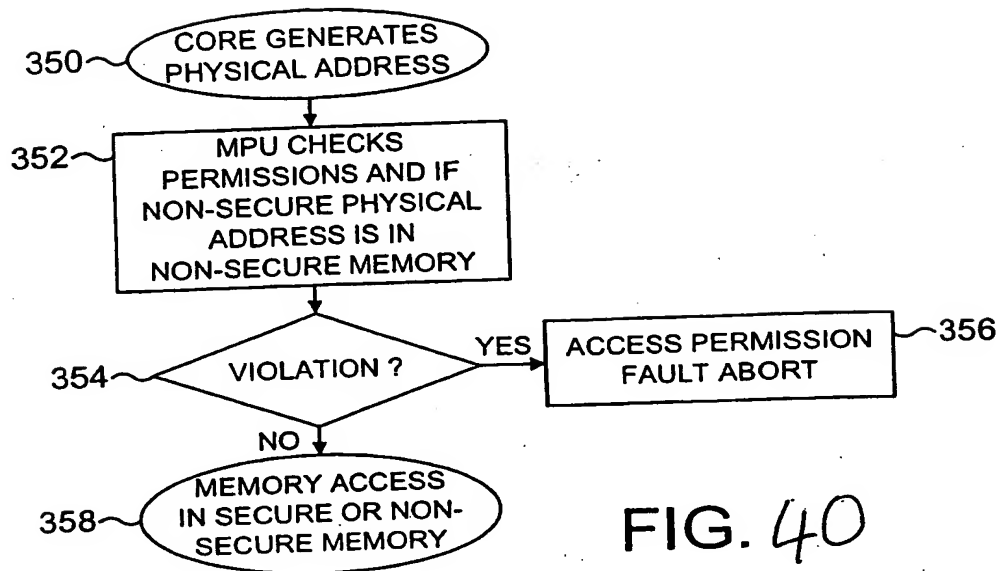 350
CORE GENERATES
PHYSICAL ADDRESS
352
MPU CHECKS
PERMISSIONS AND IF
NON-SECURE PHYSICAL
ADDRESS IS IN
NON-SECURE MEMORY
354
VIOLATION ?
YES
ACCESS PERMISSION
FAULT ABORT
356
NO
358
MEMORY ACCESS
IN SECURE OR NON-
SECURE MEMORY
FIG. 40